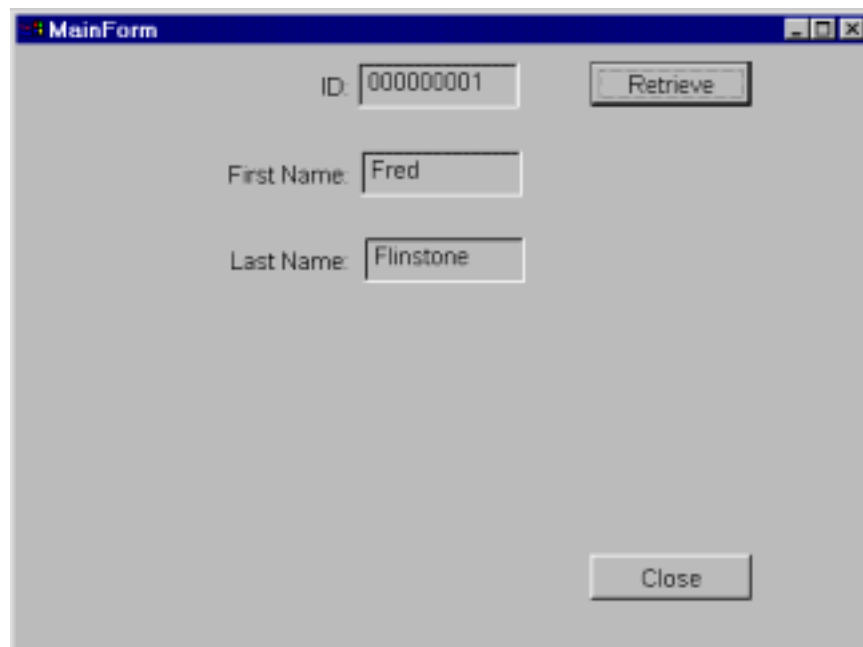 MainForm
ID: 000000001 Retrieve
First Name: Fred
Last Name: Flinstone
Close